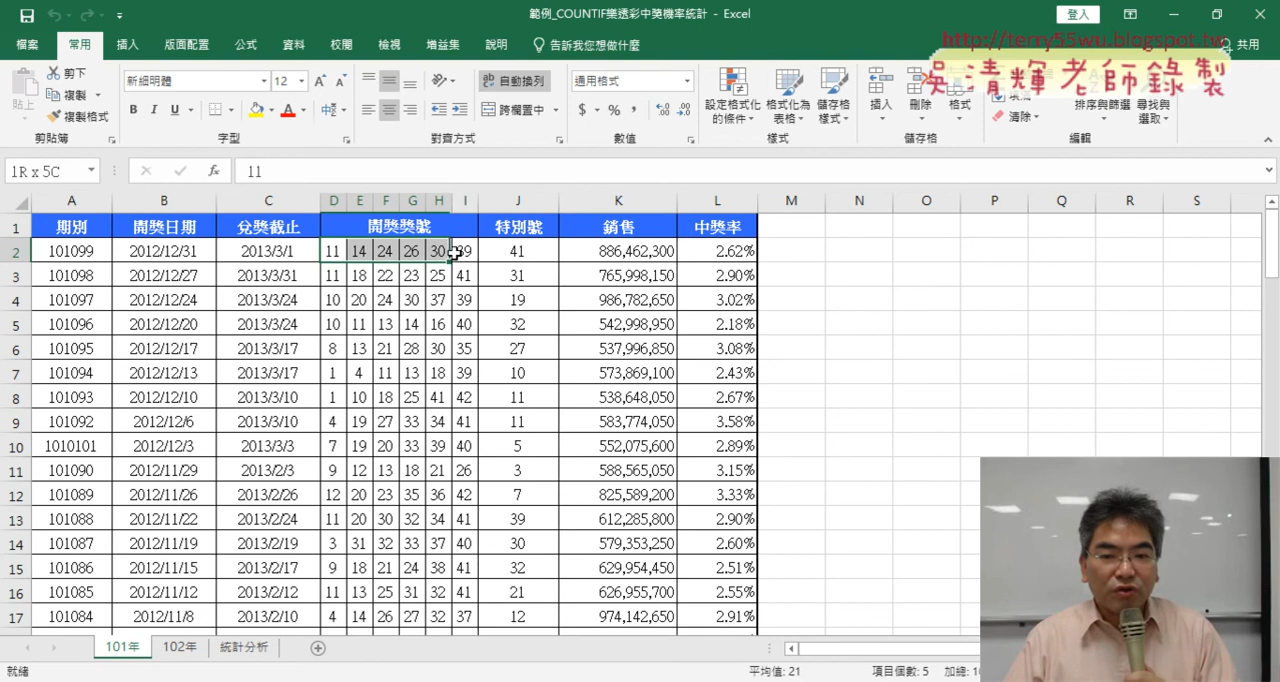 範例_COUNTIF樂透彩中獎機率統計 - Excel
登入
檔案 常用 插入 版面配置 公式 資料 校閱 檢視 增益集 說明 告訴我您想做什麼 共用
http://terry55wu.blogspot.tw
吳清輝老師錄製
剪下
複製
複製格式
貼上
剪貼簿
新細明體 12
B I U
字型
自動換列
跨欄置中
對齊方式
通用格式
$ % ,
數值
設定格式化的條件 格式化為表格 儲存格樣式
樣式
插入 刪除 格式
儲存格
清除
排序與篩選 尋找與選取
編輯
1R x 5C fx 11
A B C D E F G H I J K L M N O P Q R S
1 期別 開獎日期 兌獎截止 開獎獎號 特別號 銷售 中獎率
2 101099 2012/12/31 2013/3/1 11 14 24 26 30 39 41 886,462,300 2.62%
3 101098 2012/12/27 2013/3/31 11 18 22 23 25 41 31 765,998,150 2.90%
4 101097 2012/12/24 2013/3/24 10 20 24 30 37 39 19 986,782,650 3.02%
5 101096 2012/12/20 2013/3/24 10 11 13 14 16 40 32 542,998,950 2.18%
6 101095 2012/12/17 2013/3/17 8 13 21 28 30 35 27 537,996,850 3.08%
7 101094 2012/12/13 2013/3/17 1 4 11 13 18 39 10 573,869,100 2.43%
8 101093 2012/12/10 2013/3/10 1 10 18 25 41 42 11 538,648,050 2.67%
9 101092 2012/12/6 2013/3/10 4 19 27 33 34 41 11 583,774,050 3.58%
10 1010101 2012/12/3 2013/3/3 7 19 20 33 39 40 5 552,075,600 2.89%
11 101090 2012/11/29 2013/2/3 9 12 13 18 21 26 3 588,565,050 3.15%
12 101089 2012/11/26 2013/2/26 12 20 23 35 36 42 7 825,589,200 3.33%
13 101088 2012/11/22 2013/2/24 11 20 30 32 34 41 39 612,285,800 2.90%
14 101087 2012/11/19 2013/2/19 3 31 32 33 37 40 30 579,353,250 2.60%
15 101086 2012/11/15 2013/2/17 9 18 21 24 39 41 32 629,954,450 2.51%
16 101085 2012/11/12 2013/2/12 11 13 25 31 32 41 21 626,955,700 2.55%
17 101084 2012/11/8 2013/2/10 4 14 26 27 32 37 12 974,142,650 2.91%
101年 102年 統計分析
就緒 平均值: 21 項目個數: 5 加總: 10